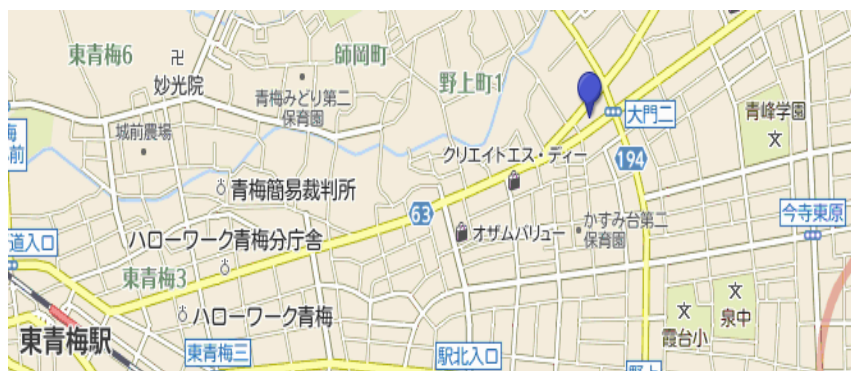 東青梅6
卍
妙光院
師岡町
青梅みどり第二
保育園
野上町1
大門二
青峰学園
文
城前農場
クリエイトエス・ディー
194
青梅簡易裁判所
63
オザムバリュー
かすみ台第二
保育園
今寺東原
道入口
ハローワーク青梅分庁舎
東青梅3
ハローワーク青梅
文
霞台小
文
泉中
東青梅駅
東青梅三
駅北入口
野上